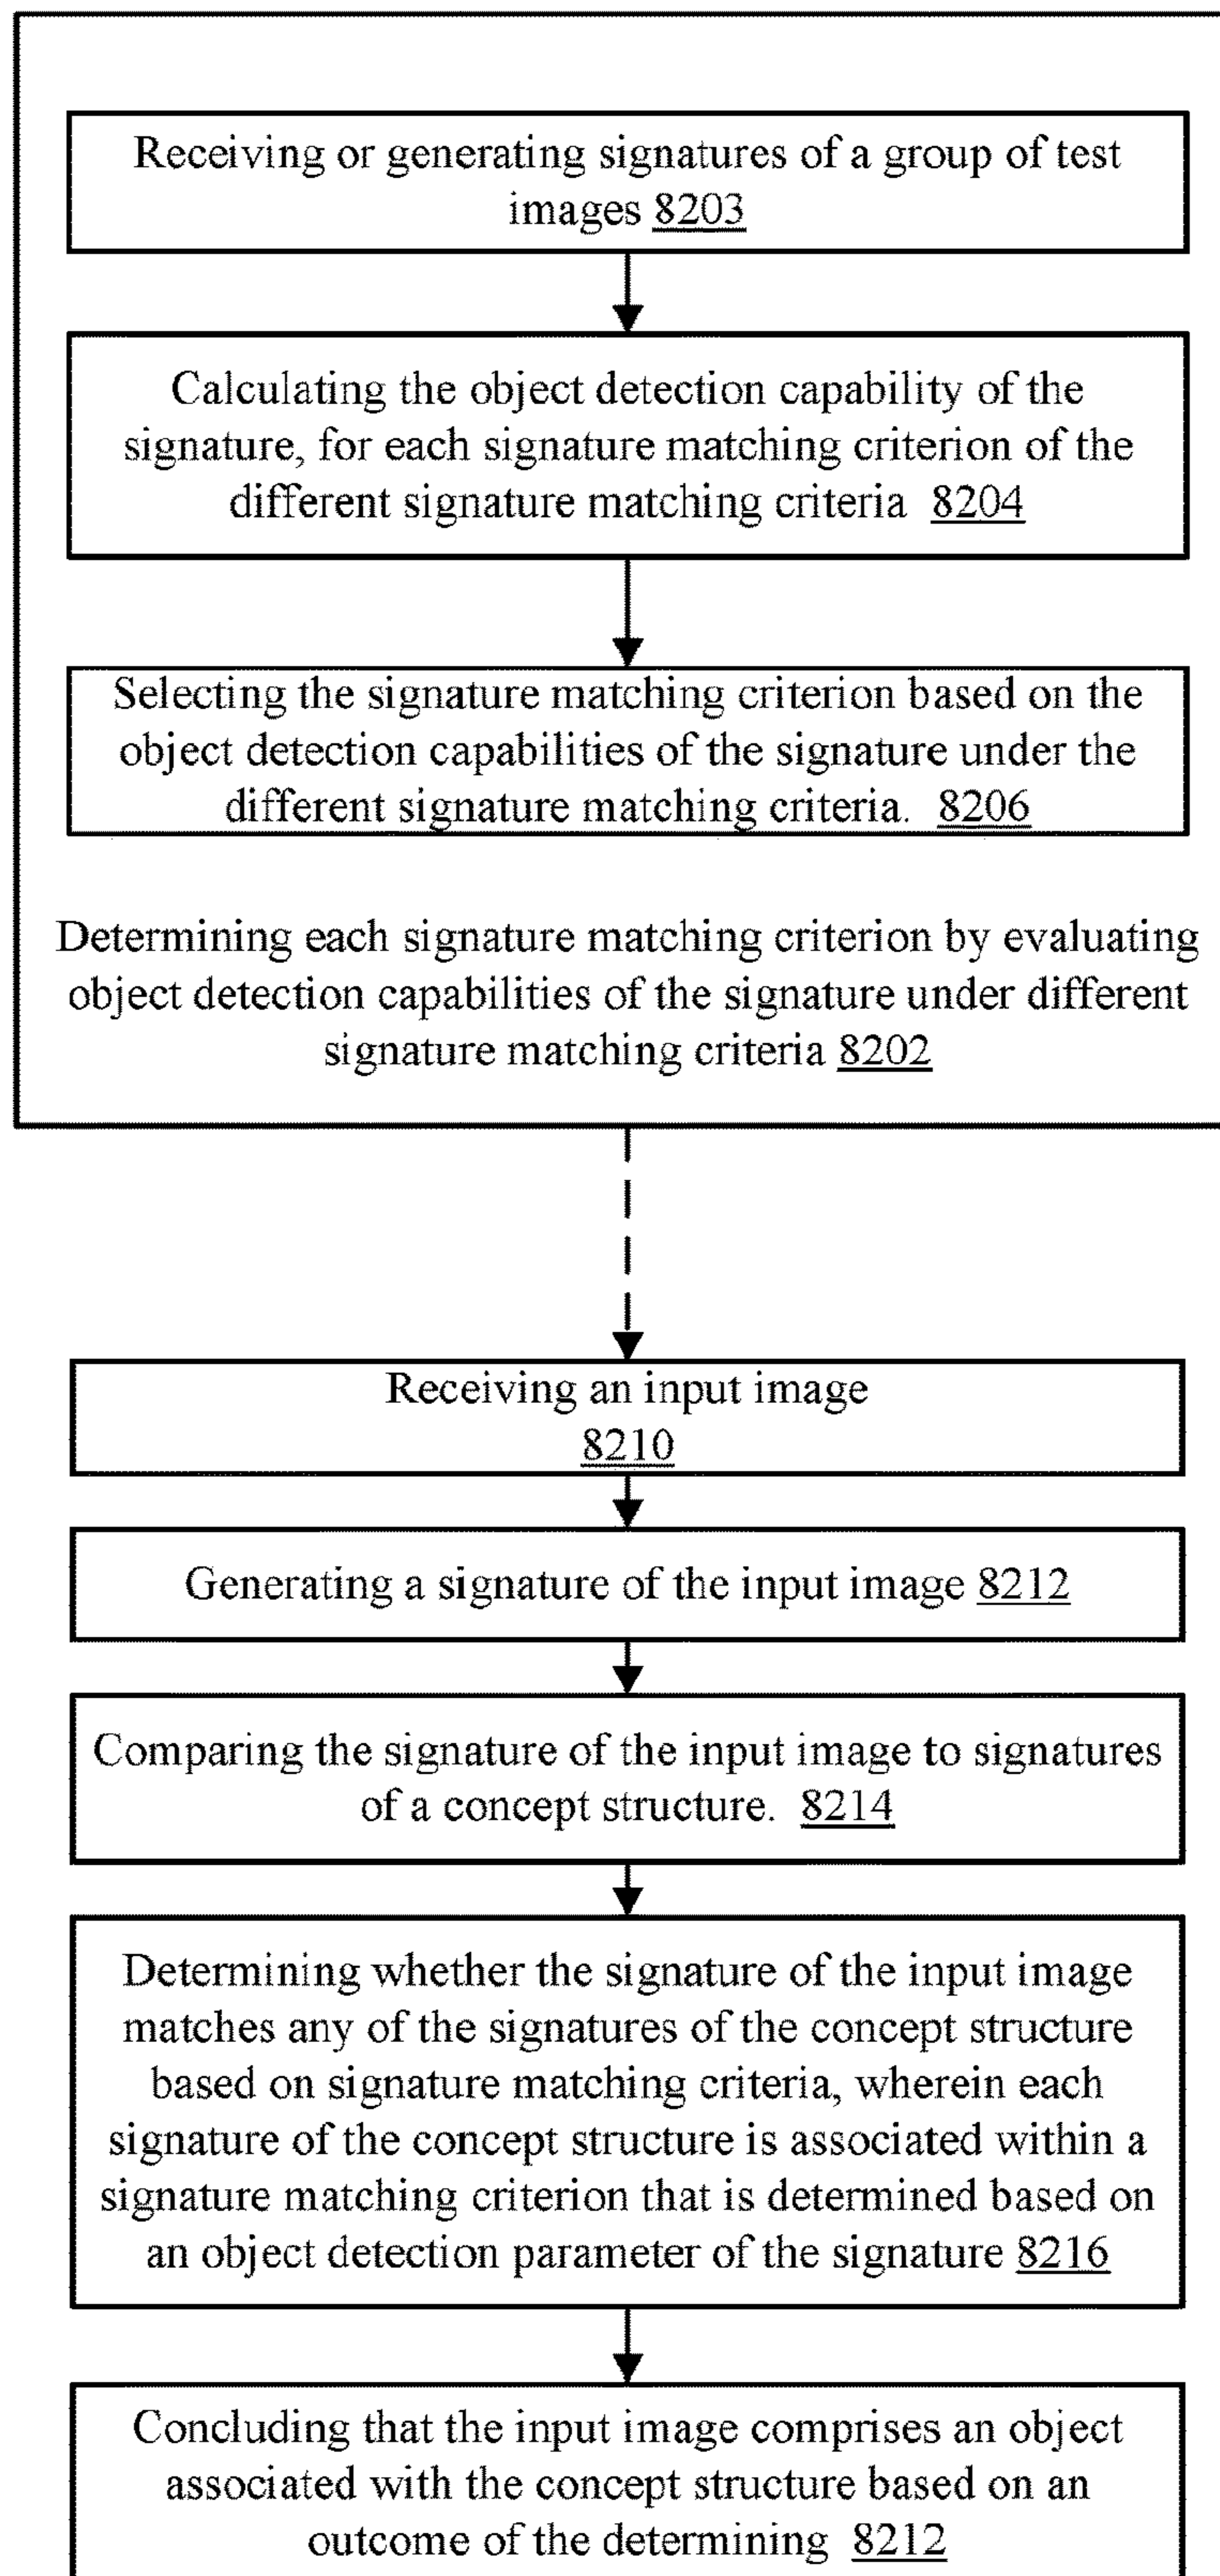 Receiving or generating signatures of a group of test
images 8203
Calculating the object detection capability of the
signature, for each signature matching criterion of the
different signature matching criteria 8204
Selecting the signature matching criterion based on the
object detection capabilities of the signature under the
different signature matching criteria. 8206
Determining each signature matching criterion by evaluating
object detection capabilities of the signature under different
signature matching criteria 8202
Receiving an input image
8210
Generating a signature of the input image 8212
Comparing the signature of the input image to signatures
of a concept structure. 8214
Determining whether the signature of the input image
matches any of the signatures of the concept structure
based on signature matching criteria, wherein each
signature of the concept structure is associated within a
signature matching criterion that is determined based on
an object detection parameter of the signature 8216
Concluding that the input image comprises an object
associated with the concept structure based on an
outcome of the determining 8212